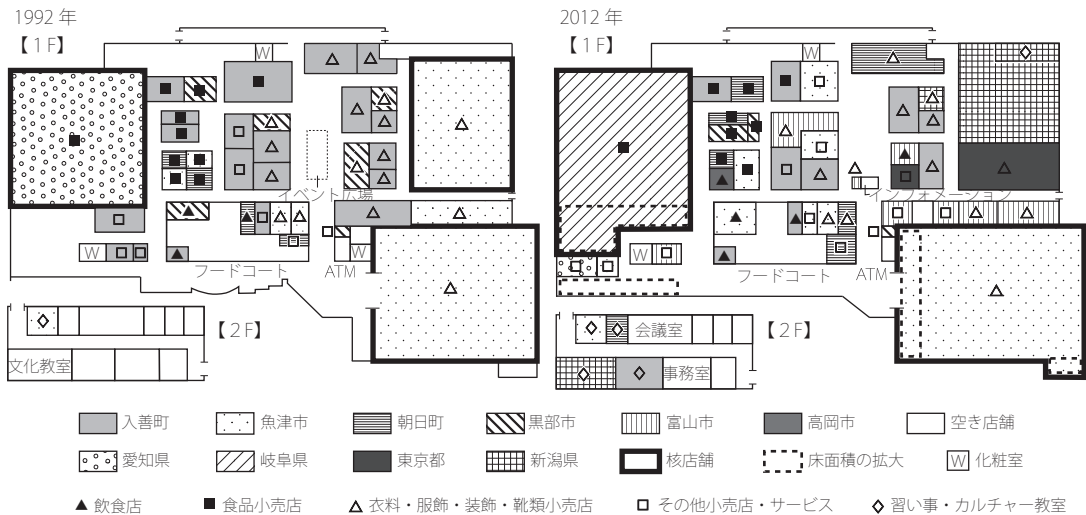 1992 年
【1 F】
W
イベント広場
W
W
フードコート
ATM
【2 F】
文化教室
2012 年
【1 F】
W
インフォメーション
W
フードコート
ATM
【2 F】
会議室
事務室
入善町
魚津市
朝日町
黒部市
富山市
高岡市
空き店舗
愛知県
岐阜県
東京都
新潟県
核店舗
床面積の拡大
W 化粧室
飲食店
食品小売店
衣料・服飾・装飾・靴類小売店
その他小売店・サービス
習い事・カルチャー教室